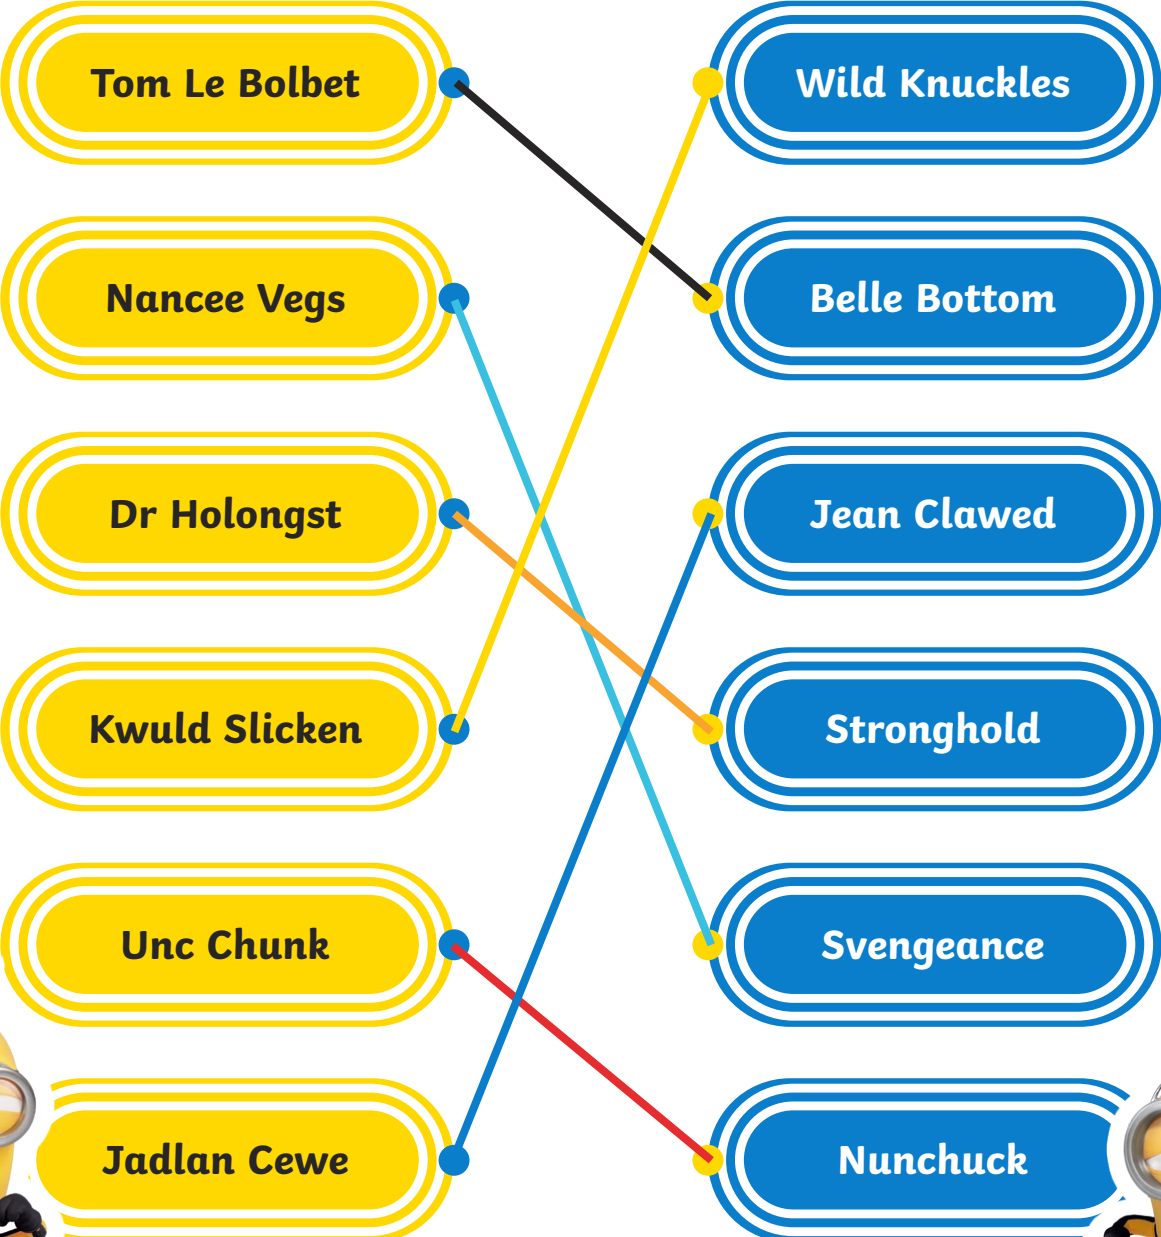 Tom Le Bolbet
Wild Knuckles
Nancee Vegs
Belle Bottom
Dr Holongst
Jean Clawed
Kwuld Slicken
Stronghold
Unc Chunk
Svengeance
Jadlan Cewe
Nunchuck